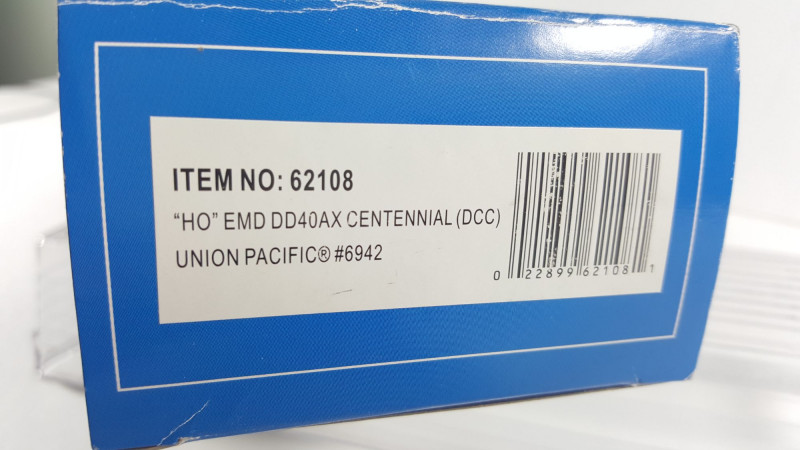 ITEM NO: 62108
“HO” EMD DD40AX CENTENNIAL (DCC)
UNION PACIFIC® #6942
0 22899 62108 1